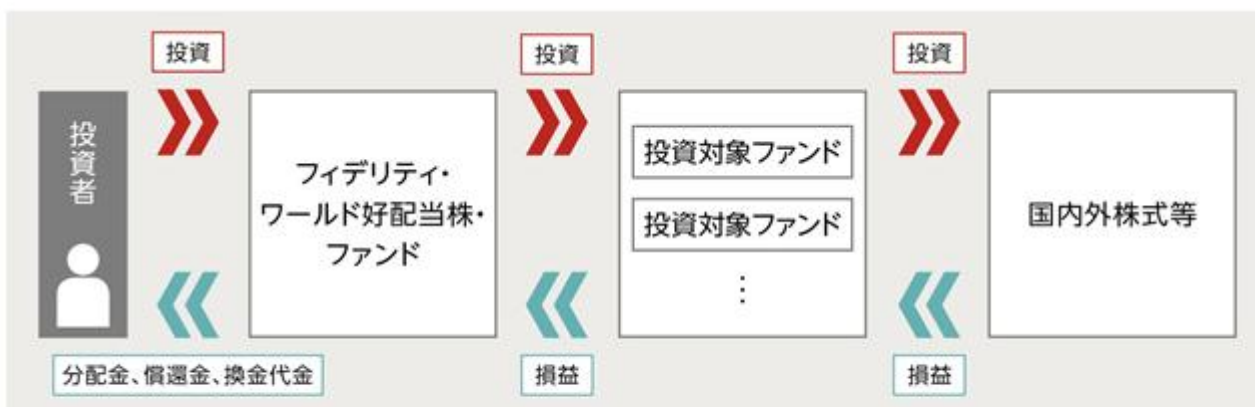 投資
投資
投資
投資者
フィデリティ・
ワールド好配当株・
ファンド
投資対象ファンド
投資対象ファンド
⋮
国内外株式等
分配金、償還金、換金代金
損益
損益